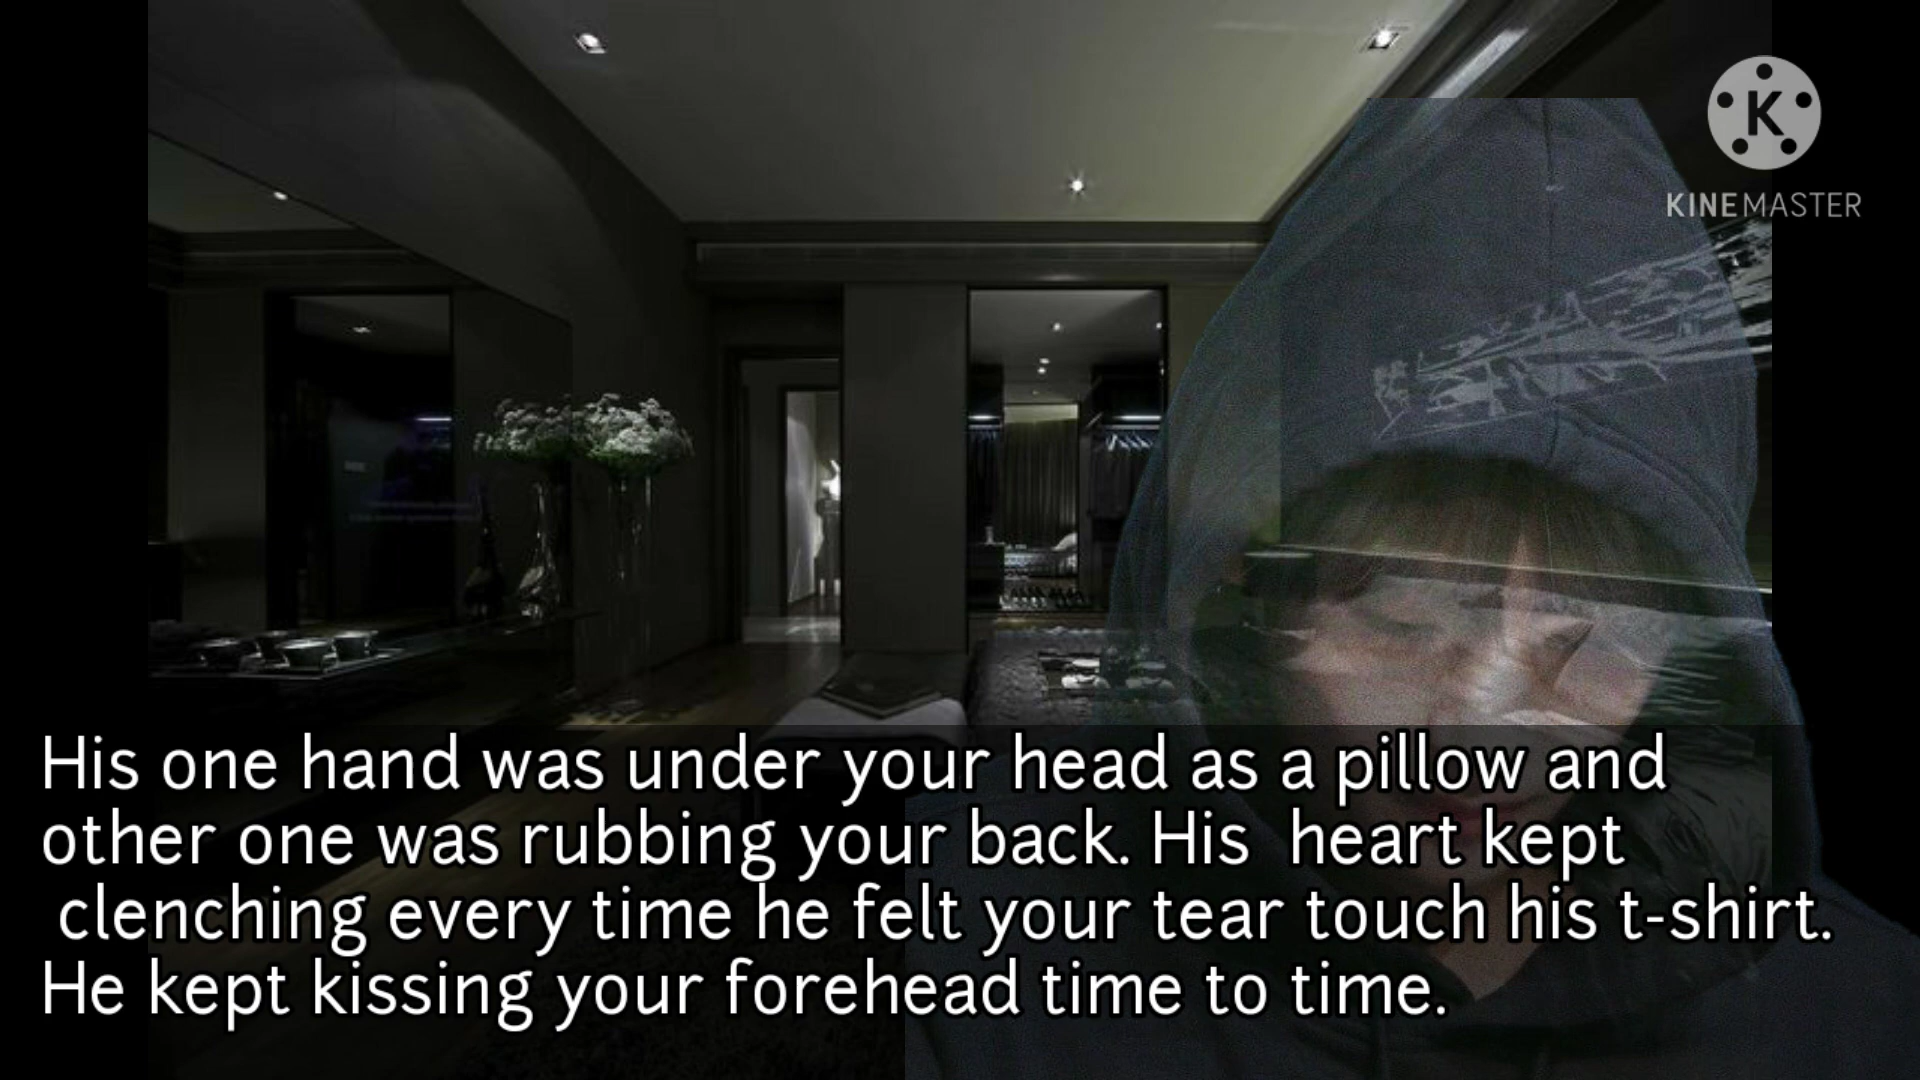 K
KINEMASTER
His one hand was under your head as a pillow and
other one was rubbing your back. His  heart kept
clenching every time he felt your tear touch his t-shirt.
He kept kissing your forehead time to time.